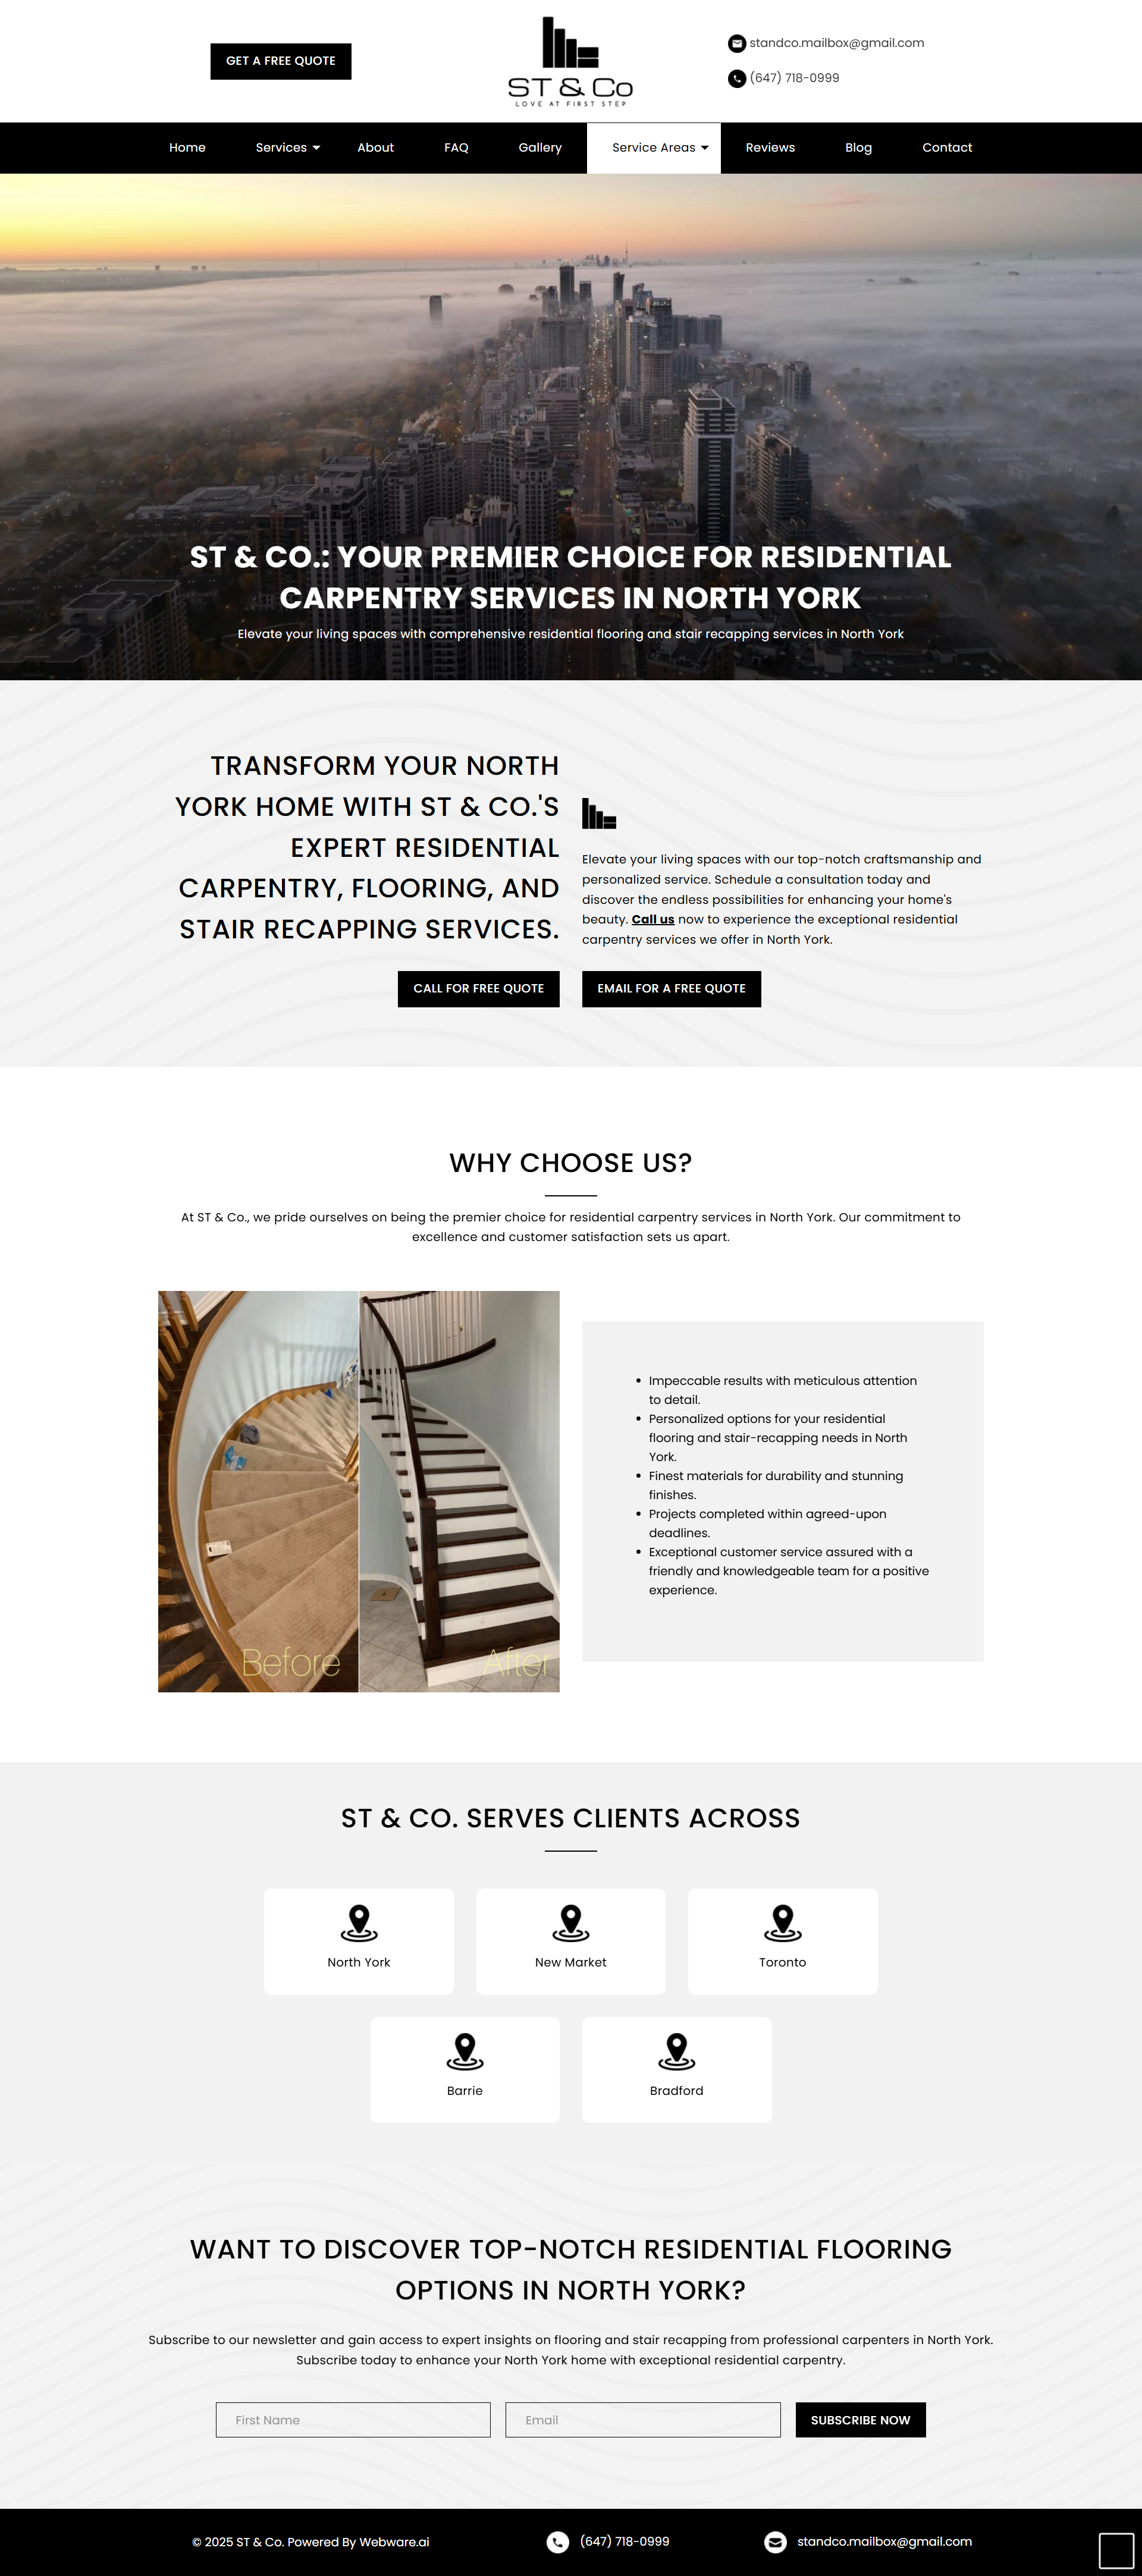 GET A FREE QUOTE
ST & Co
LOVE AT FIRST STEP
standco.mailbox@gmail.com
(647) 718-0999
Home
Services
About
FAQ
Gallery
Service Areas
Reviews
Blog
Contact
ST & CO.: YOUR PREMIER CHOICE FOR RESIDENTIAL
CARPENTRY SERVICES IN NORTH YORK
Elevate your living spaces with comprehensive residential flooring and stair recapping services in North York
TRANSFORM YOUR NORTH
YORK HOME WITH ST & CO.'S
EXPERT RESIDENTIAL
CARPENTRY, FLOORING, AND
STAIR RECAPPING SERVICES.
CALL FOR FREE QUOTE
Elevate your living spaces with our top-notch craftsmanship and
personalized service. Schedule a consultation today and
discover the endless possibilities for enhancing your home's
beauty. Call us now to experience the exceptional residential
carpentry services we offer in North York.
EMAIL FOR A FREE QUOTE
WHY CHOOSE US?
At ST & Co., we pride ourselves on being the premier choice for residential carpentry services in North York. Our commitment to
excellence and customer satisfaction sets us apart.
Before
After
• Impeccable results with meticulous attention
to detail.
• Personalized options for your residential
flooring and stair-recapping needs in North
York.
• Finest materials for durability and stunning
finishes.
• Projects completed within agreed-upon
deadlines.
• Exceptional customer service assured with a
friendly and knowledgeable team for a positive
experience.
ST & CO. SERVES CLIENTS ACROSS
North York
New Market
Toronto
Barrie
Bradford
WANT TO DISCOVER TOP-NOTCH RESIDENTIAL FLOORING
OPTIONS IN NORTH YORK?
Subscribe to our newsletter and gain access to expert insights on flooring and stair recapping from professional carpenters in North York.
Subscribe today to enhance your North York home with exceptional residential carpentry.
First Name
Email
SUBSCRIBE NOW
© 2025 ST & Co. Powered By Webware.ai
(647) 718-0999
standco.mailbox@gmail.com